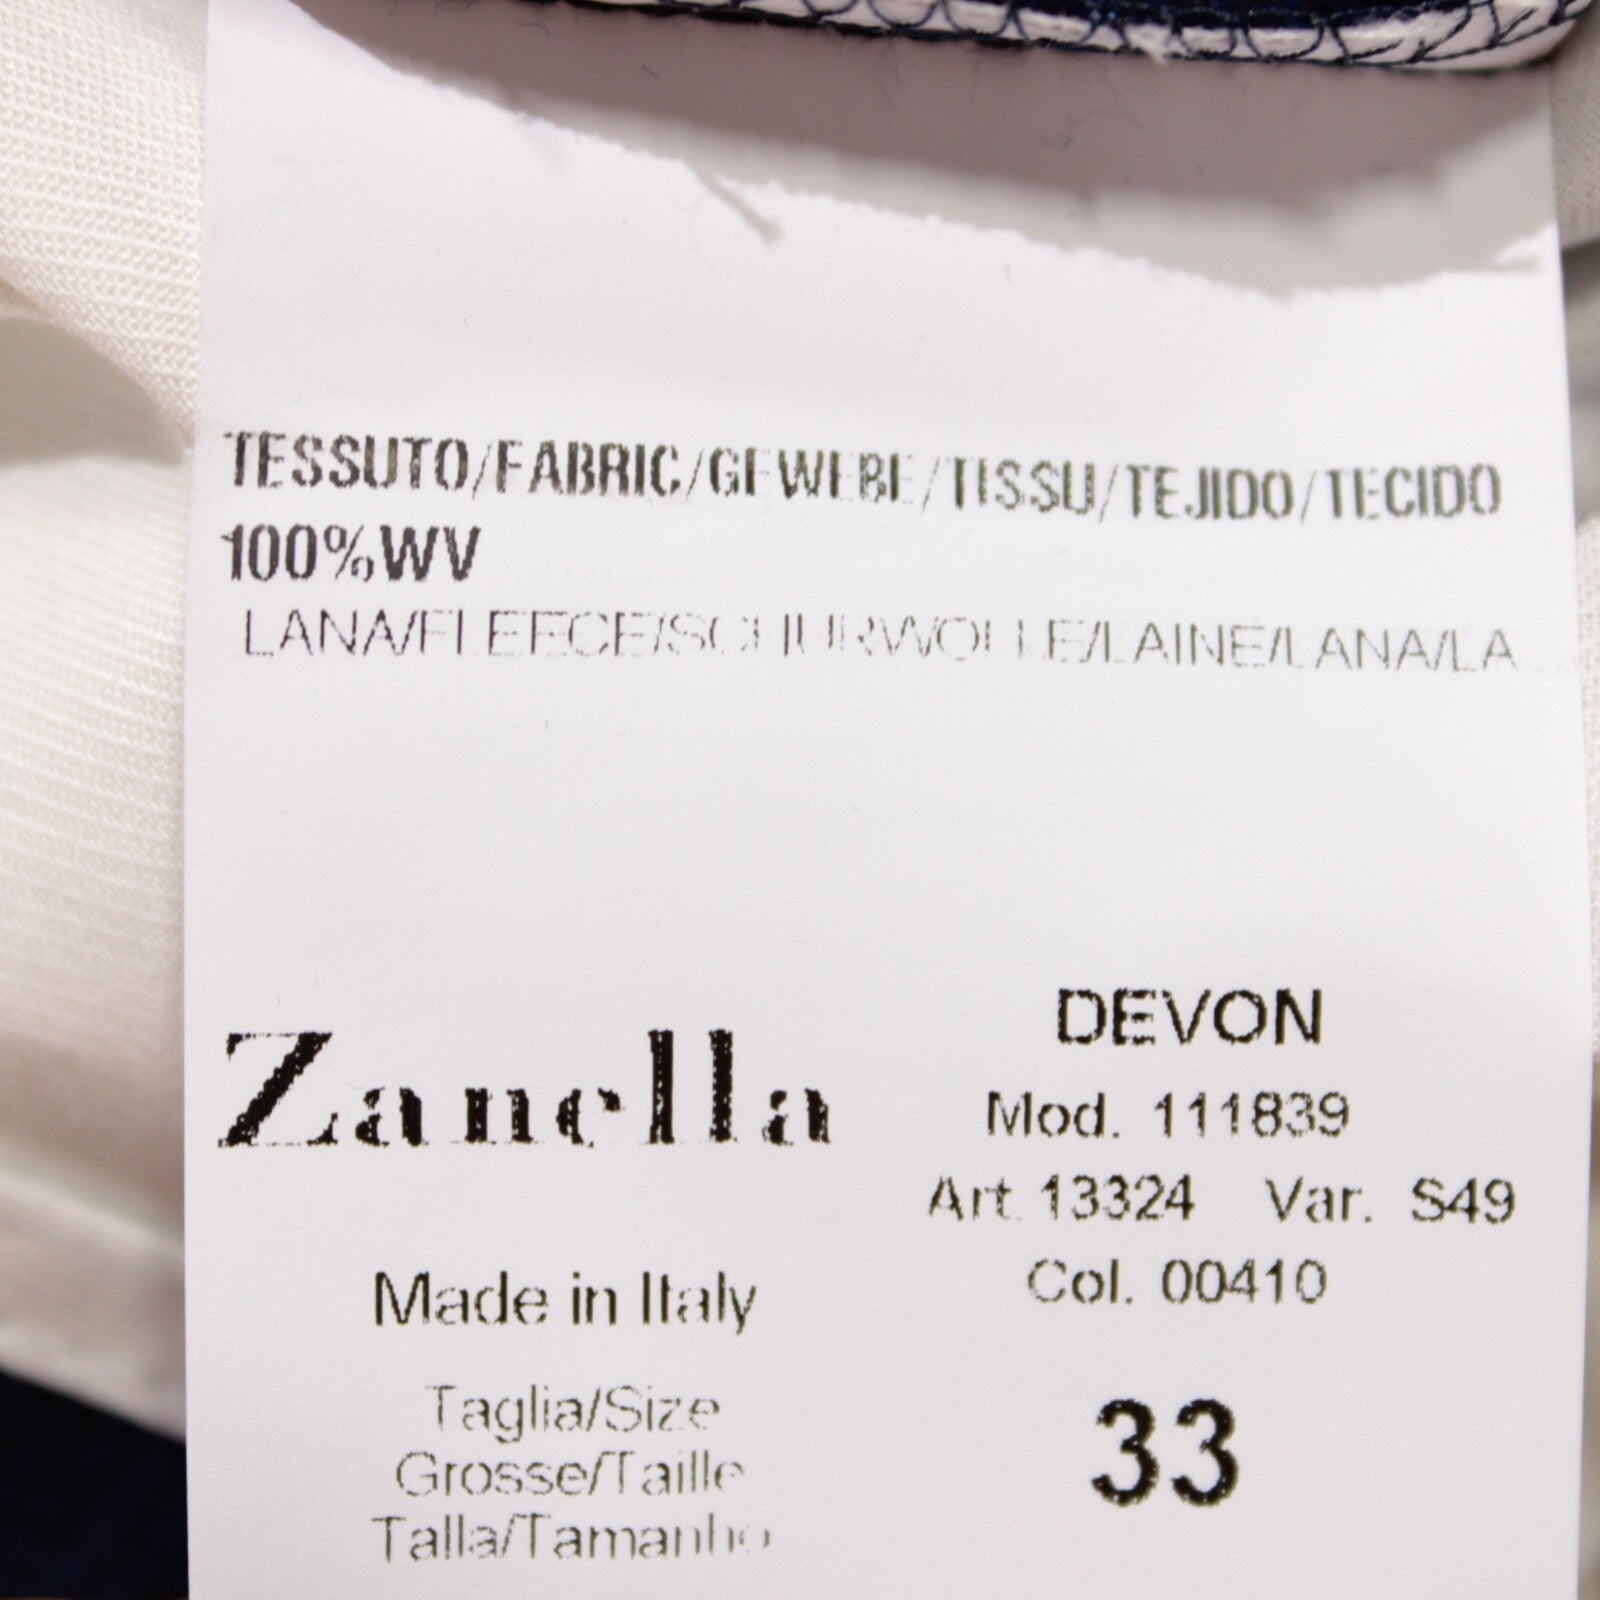 TESSUTO/FABRIC/GEWEBE/TISSU/TEJIDO/TECIDO
100%WV
LANA/FLEECE/SCHURWOLLE/LAINE/LANA/LA
Zanella
DEVON
Mod. 111839
Art. 13324 Var. S49
Col. 00410
Made in Italy
33
Taglia/Size
Grosse/Taille
Talla/Tamanho